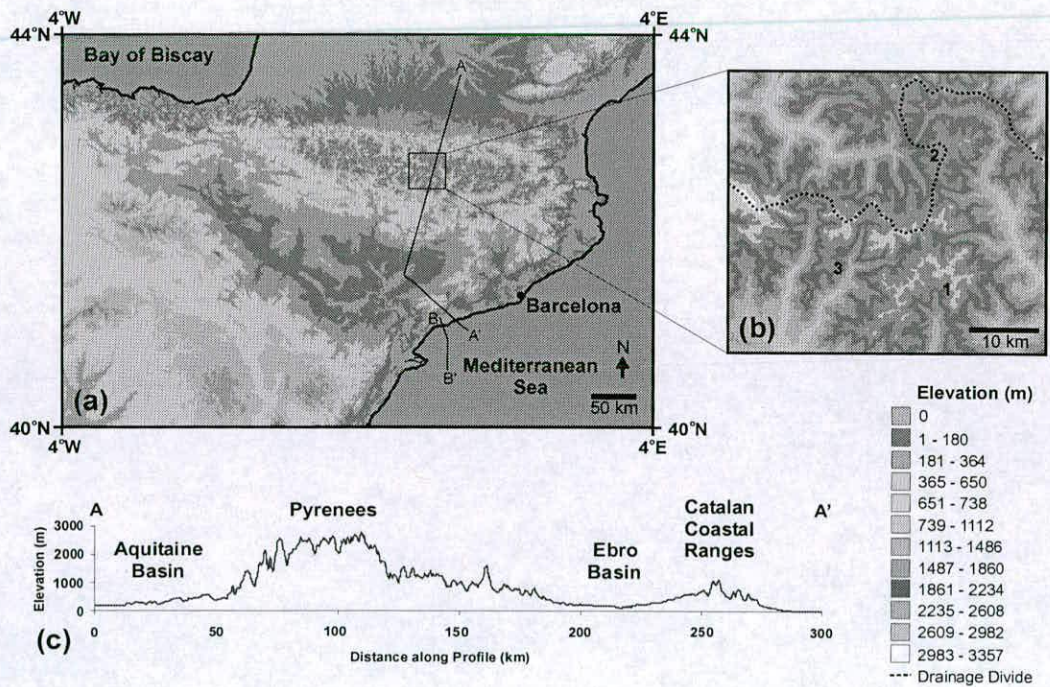 4°W
4°E
44°N
44°N
Bay of Biscay
A
Barcelona
B
A'
B'
Mediterranean
Sea
N
50 km
(a)
40°N
40°N
4°W
4°E
2
3
1
(b)
10 km
Elevation (m)
0
1 - 180
181 - 364
365 - 650
651 - 738
739 - 1112
1113 - 1486
1487 - 1860
1861 - 2234
2235 - 2608
2609 - 2982
2983 - 3357
Drainage Divide
A
Pyrenees
Catalan
Coastal
Ranges
A'
Aquitaine
Basin
Ebro
Basin
Elevation (m)
3000
2000
1000
0
(c)
0
50
100
150
200
250
300
Distance along Profile (km)